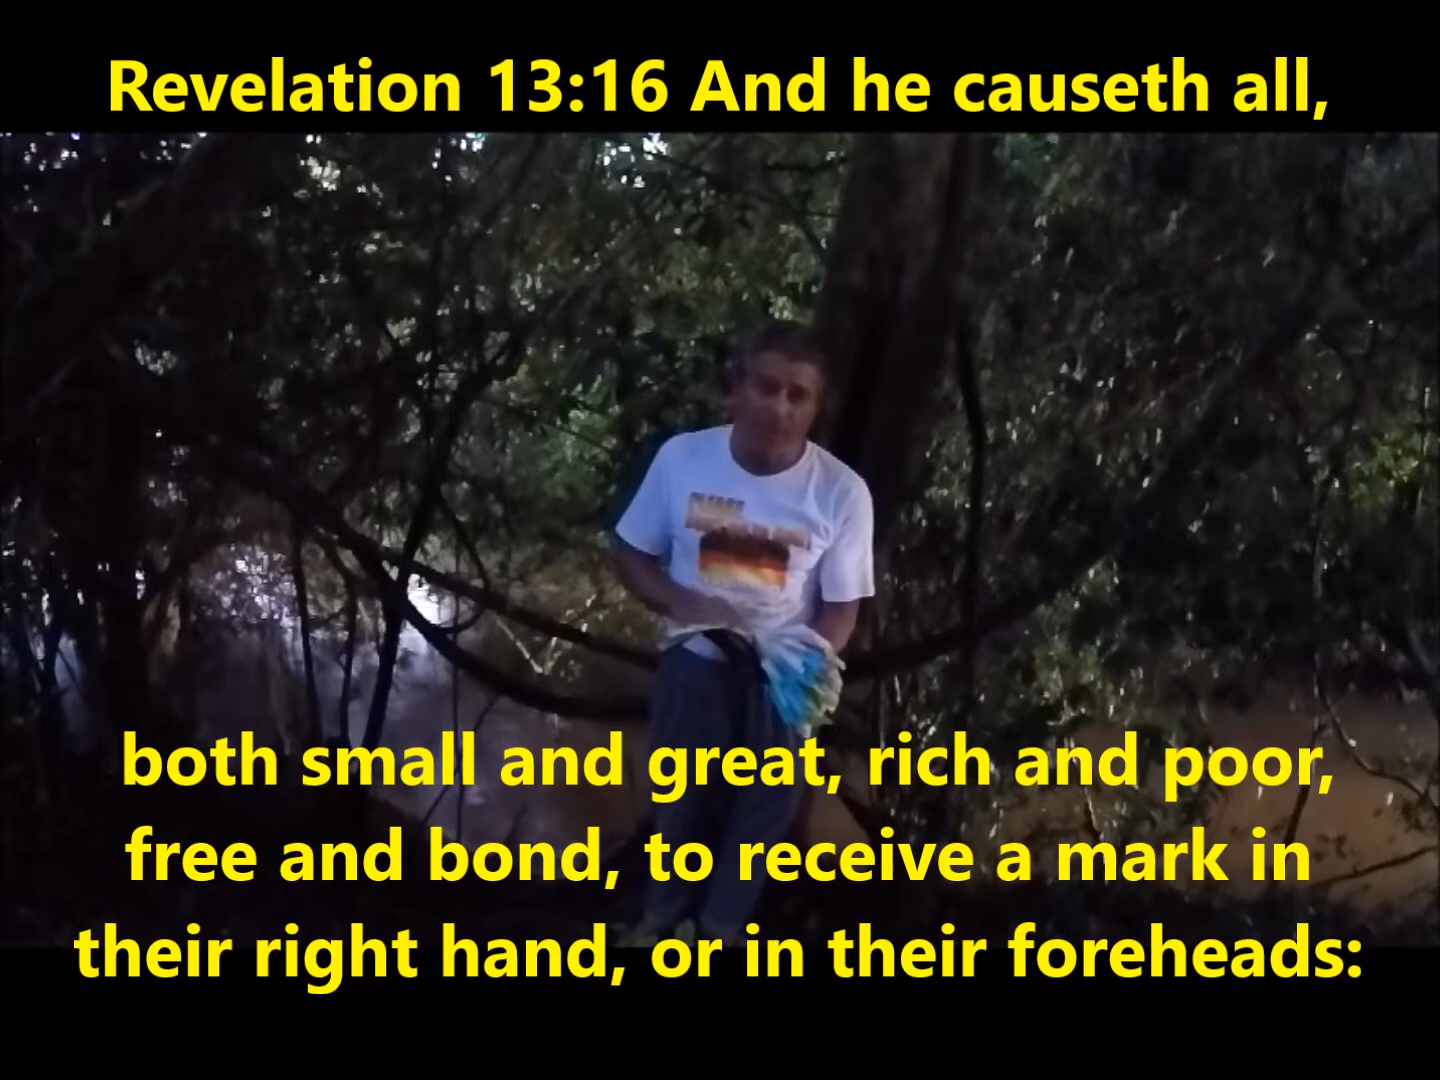 Revelation 13:16 And he causeth all,
both small and great, rich and poor,
free and bond, to receive a mark in
their right hand, or in their foreheads: